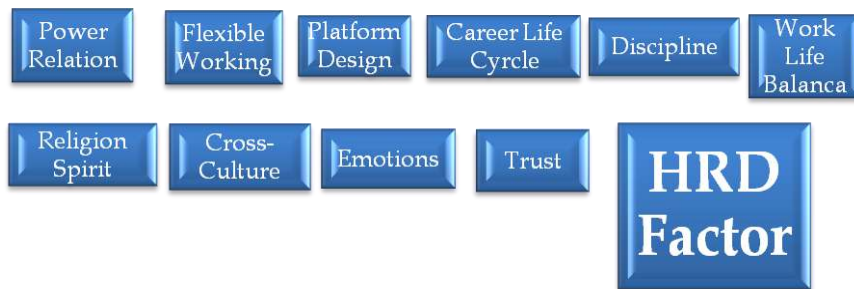 Power
Relation
Flexible
Working
Platform
Design
Career Life
Cyrcle
Discipline
Work
Life
Balanca
Religion
Spirit
Cross-
Culture
Emotions
Trust
HRD
Factor